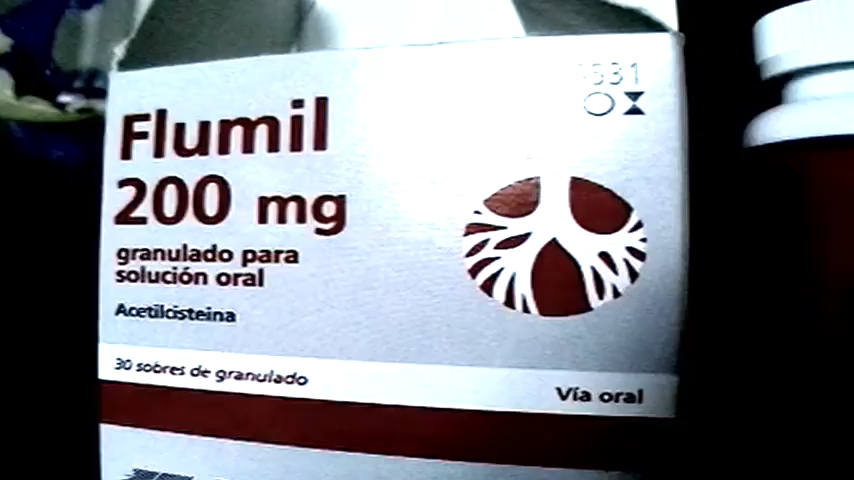 Flumil
200 mg
granulado para
solución oral
Acetilcisteina
30 sobres de granulado
Vía oral